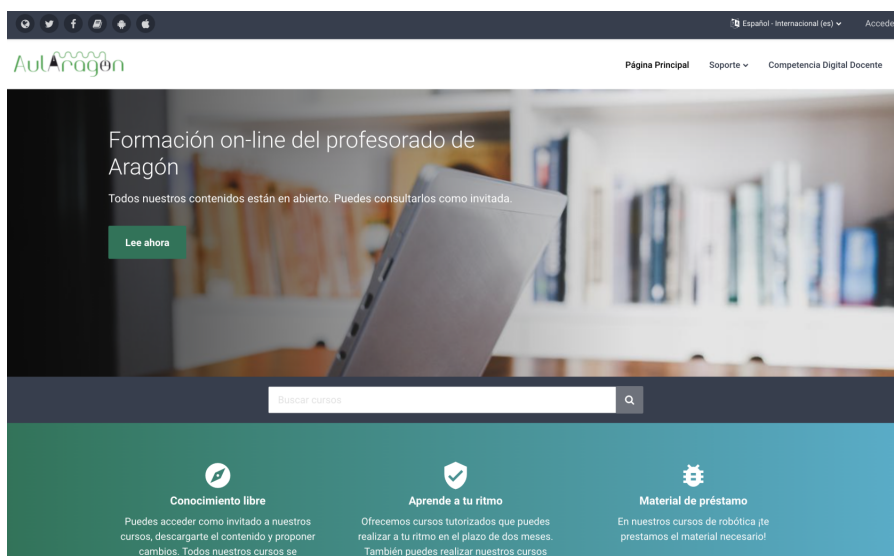 Español - Internacional (es)
Accede
AulAragón
Página Principal
Soporte
Competencia Digital Docente
Formación on-line del profesorado de
Aragón
Todos nuestros contenidos están en abierto. Puedes consultarlos como invitada.
Lee ahora
Buscar cursos
Conocimiento libre
Puedes acceder como invitado a nuestros
cursos, descargarte el contenido y proponer
cambios. Todos nuestros cursos se
Aprende a tu ritmo
Ofrecemos cursos tutorizados que puedes
realizar a tu ritmo en el plazo de dos meses.
También puedes realizar nuestros cursos
Material de préstamo
En nuestros cursos de robótica ¡te
prestamos el material necesario!